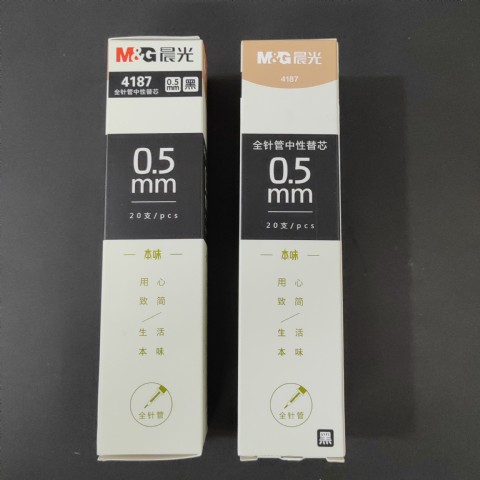 M&G晨光
4187
0.5
mm
黑
全针管中性替芯
0.5
mm
20支/pcs
本味
用心
致简
生活
本味
全针管
M&G晨光
4187
全针管中性替芯
0.5
mm
20支/pcs
本味
用心
致简
生活
本味
全针管
黑